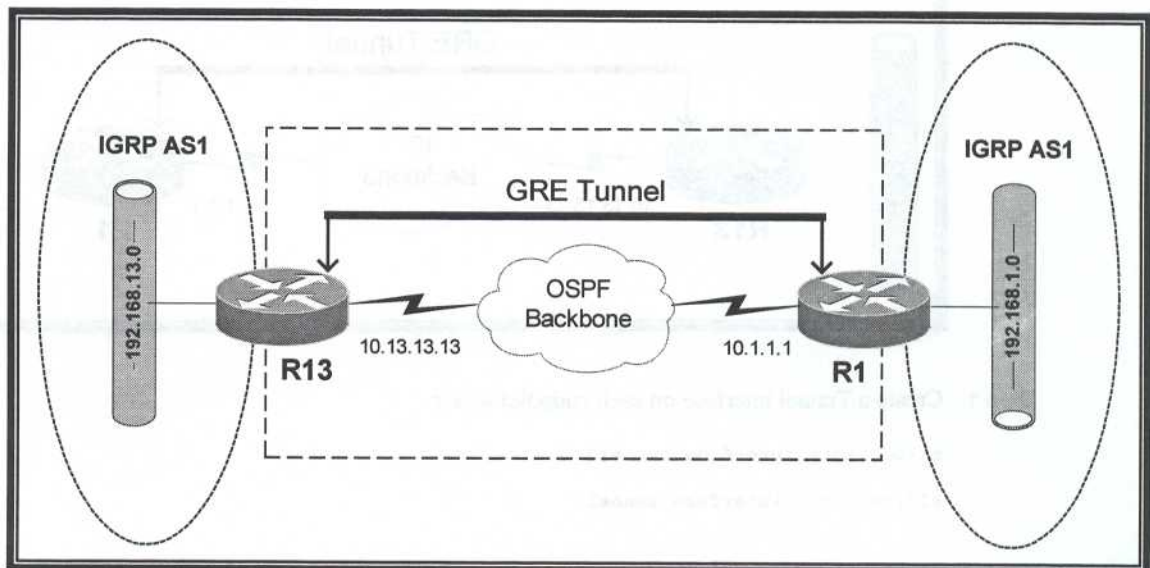 IGRP AS1
IGRP AS1
GRE Tunnel
192.168.13.0
192.168.1.0
OSPF
Backbone
10.13.13.13
10.1.1.1
R13
R1